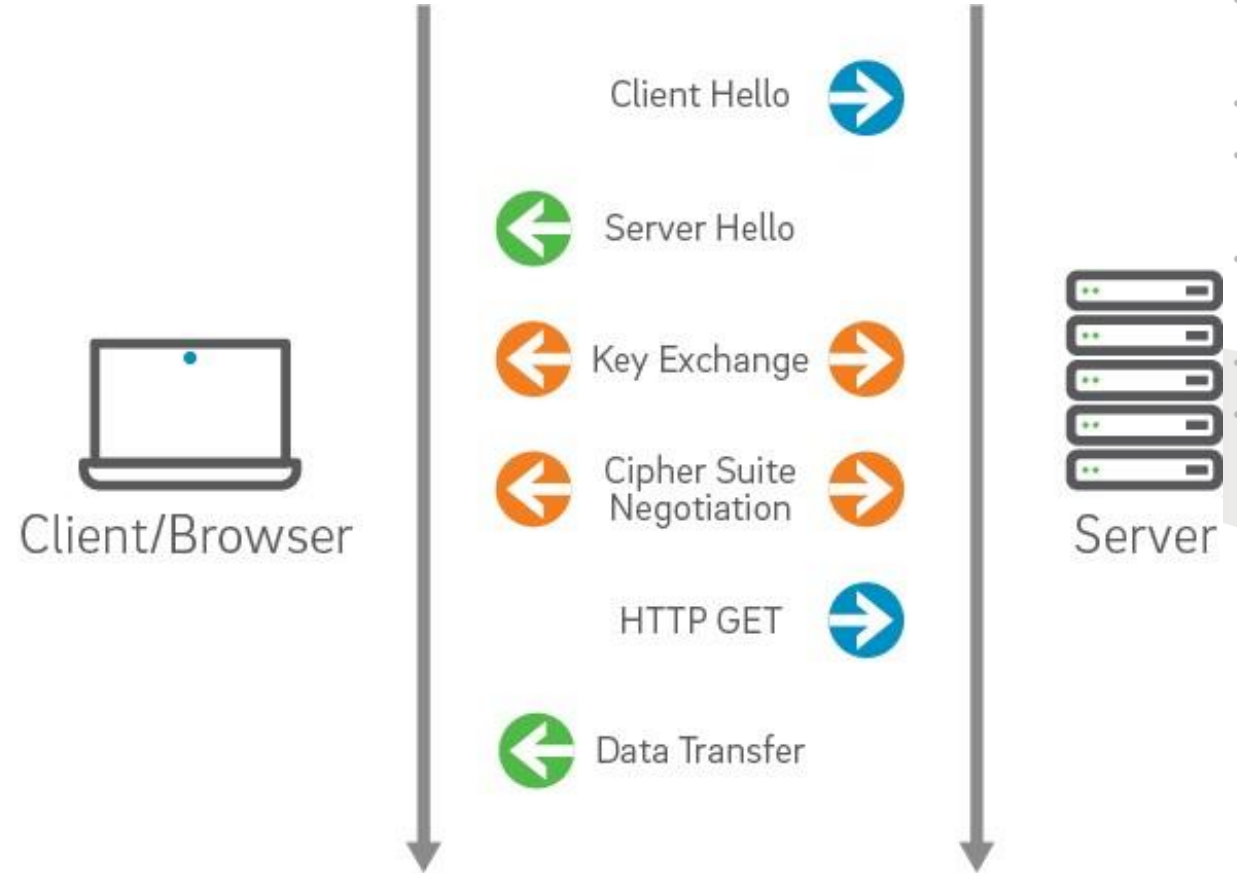 Client Hello
Server Hello
Key Exchange
Cipher Suite
Negotiation
Client/Browser
Server
HTTP GET
Data Transfer